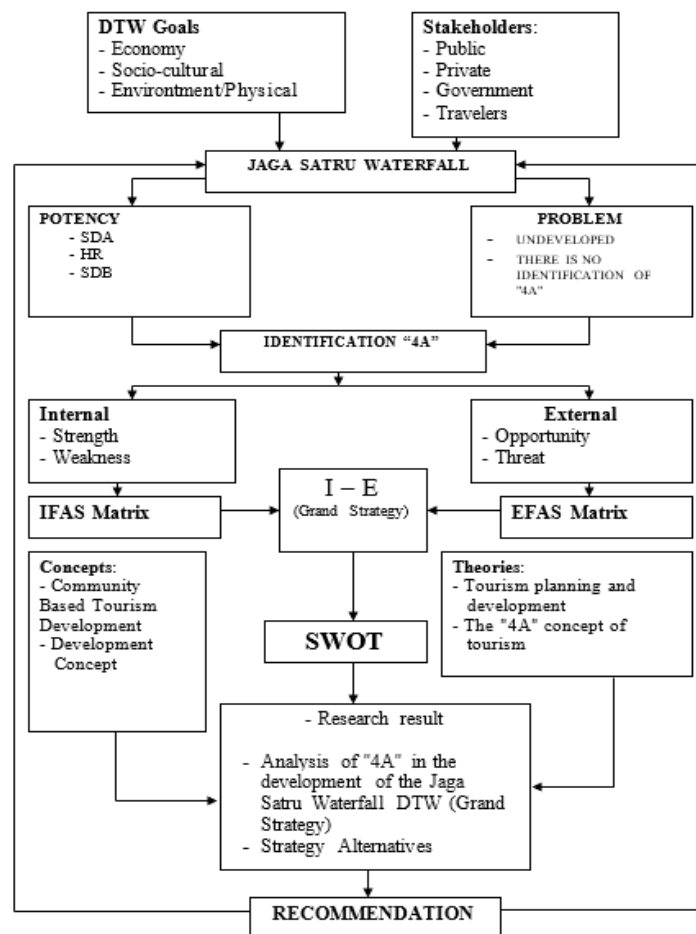 DTW Goals
- Economy
- Socio-cultural
- Environtment/Physical
Stakeholders:
- Public
- Private
- Government
- Travelers
JAGA SATRU WATERFALL
POTENCY
- SDA
- HR
- SDB
PROBLEM
- UNDEVELOPED
- THERE IS NO
IDENTIFICATION OF
"4A"
IDENTIFICATION “4A”
Internal
- Strength
- Weakness
External
- Opportunity
- Threat
I – E
(Grand Strategy)
IFAS Matrix
EFAS Matrix
Concepts:
- Community
Based Tourism
Development
- Development
Concept
Theories:
- Tourism planning and
development
- The "4A" concept of
tourism
SWOT
- Research result
- Analysis of "4A" in the
development of the Jaga
Satru Waterfall DTW (Grand
Strategy)
- Strategy Alternatives
RECOMMENDATION